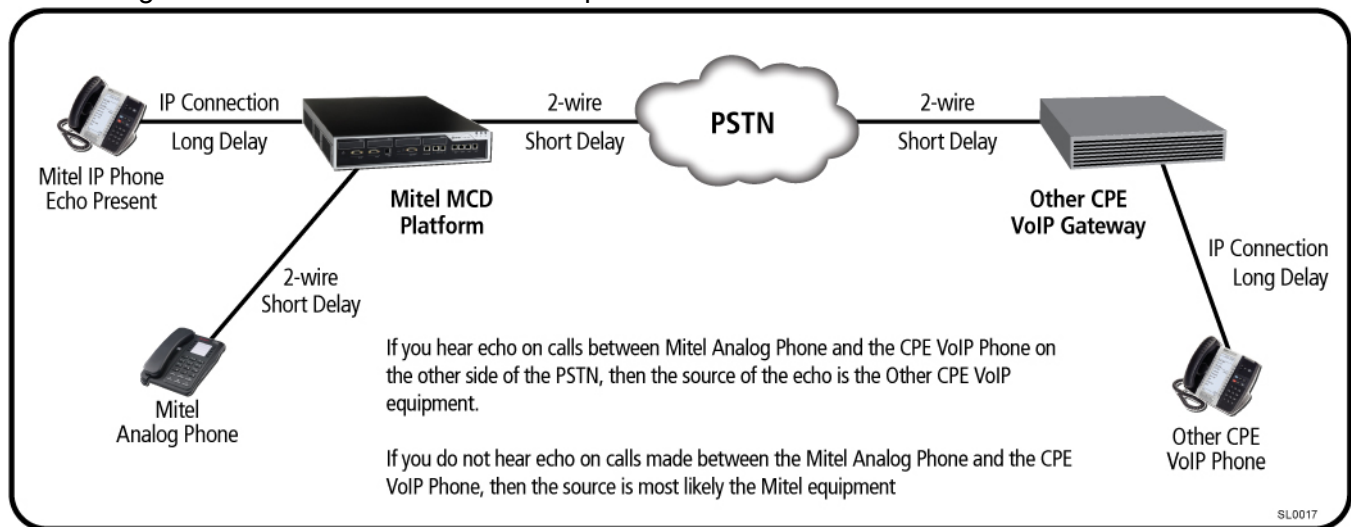 IP Connection
Long Delay
Mitel IP Phone
Echo Present
Mitel MCD
Platform
2-wire
Short Delay
PSTN
2-wire
Short Delay
Other CPE
VoIP Gateway
IP Connection
Long Delay
2-wire
Short Delay
Mitel
Analog Phone
If you hear echo on calls between Mitel Analog Phone and the CPE VoIP Phone on
the other side of the PSTN, then the source of the echo is the Other CPE VoIP
equipment.
If you do not hear echo on calls made between the Mitel Analog Phone and the CPE
VoIP Phone, then the source is most likely the Mitel equipment
Other CPE
VoIP Phone
SL0017